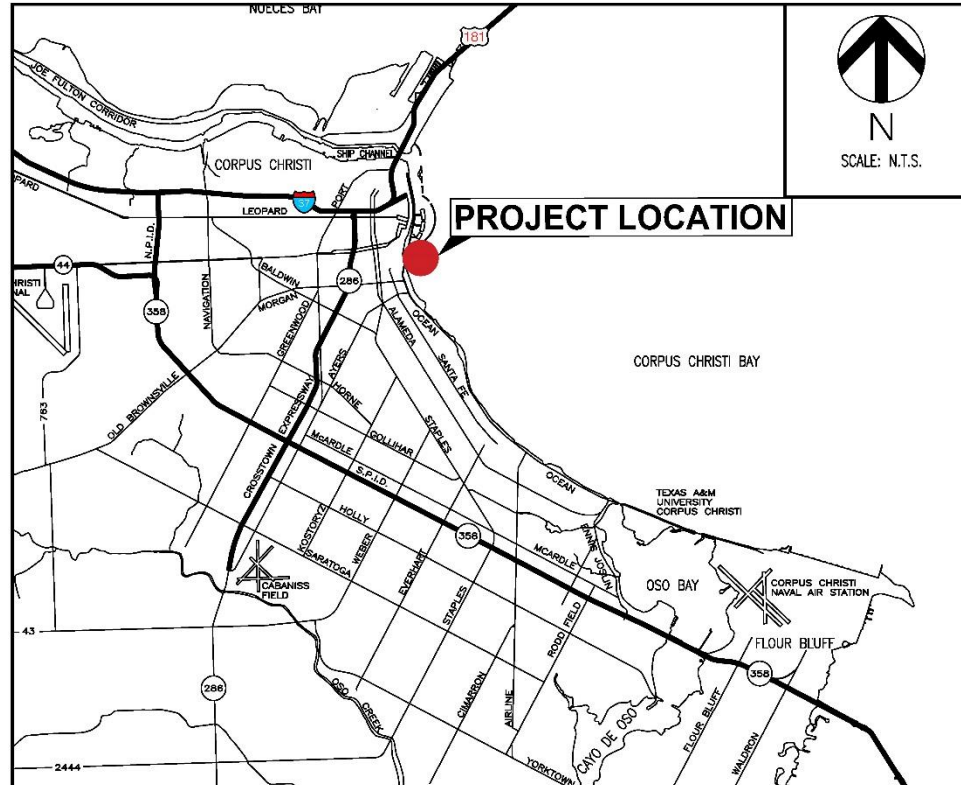 NUECES BAY
181
JOE FULTON CORRIDOR
N
SCALE: N.T.S.
SHIP CHANNEL
CORPUS CHRISTI
PORT
OPARD
37
LEOPARD
PROJECT LOCATION
N.P.I.D.
44
HRISTI
NAL
NAVIGATION
BALDWIN
286
MORGAN
GREENWOOD
358
ALAMEDA
OCEAN
SANTA FE
CORPUS CHRISTI BAY
AYERS
HORNE
OLD BROWNSVILLE
763
EXPRESSWAY
CROSSTOWN
McARDLE
GOLLIHAR
STAPLES
S.P.I.D.
OCEAN
TEXAS A&M
UNIVERSITY
CORPUS CHRISTI
KOSTORYZ
HOLLY
WEBER
SARATOGA
358
MCARDLE
ENNIS JOSLIN
EVERHART
STAPLES
CABANISS
FIELD
OSO BAY
CORPUS CHRISTI
NAVAL AIR STATION
FLOUR BLUFF
43
RODD FIELD
358
286
OSO
CREEK
CIMARRON
AIRLINE
CAYO DE OSO
FLOUR BLUFF
WALDRON
2444
YORKTOWN